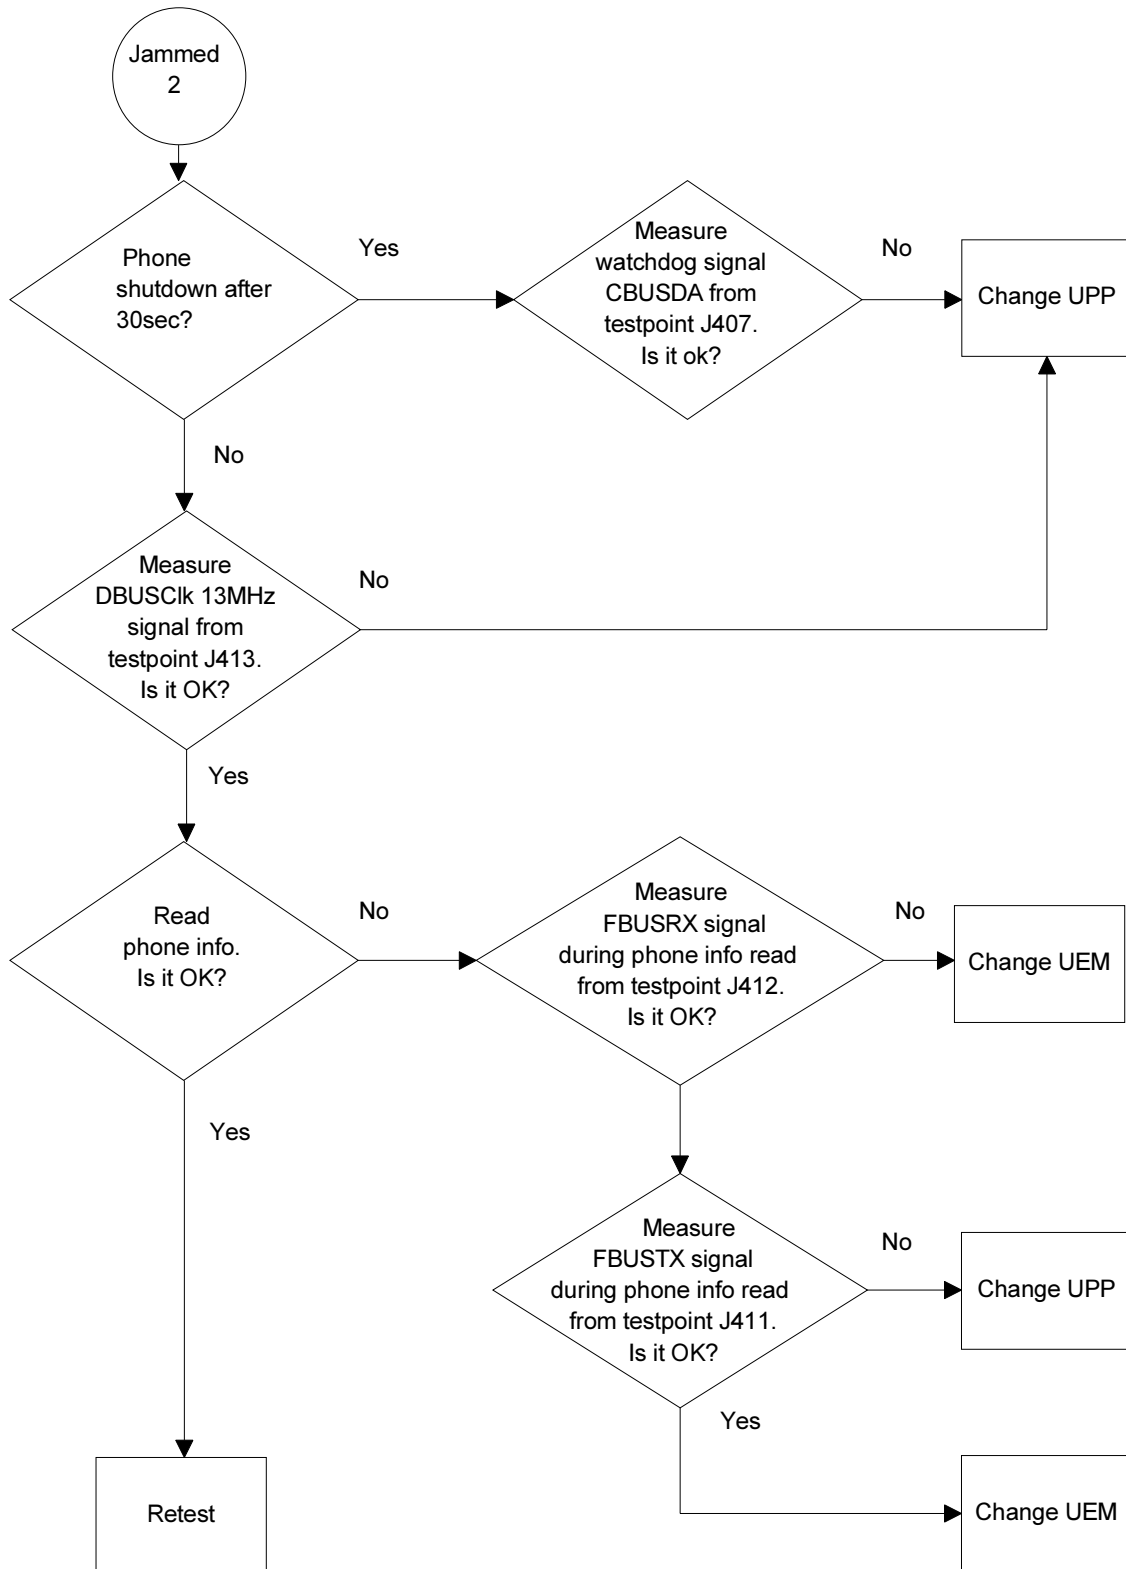 Jammed
2
Phone
shutdown after
30sec?
Yes
Measure
watchdog signal
CBUSDA from
testpoint J407.
Is it ok?
No
Change UPP
No
Measure
DBUSClk 13MHz
signal from
testpoint J413.
Is it OK?
No
Yes
Read
phone info.
Is it OK?
No
Measure
FBUSRX signal
during phone info read
from testpoint J412.
Is it OK?
No
Change UEM
Yes
Measure
FBUSTX signal
during phone info read
from testpoint J411.
Is it OK?
No
Change UPP
Yes
Change UEM
Retest